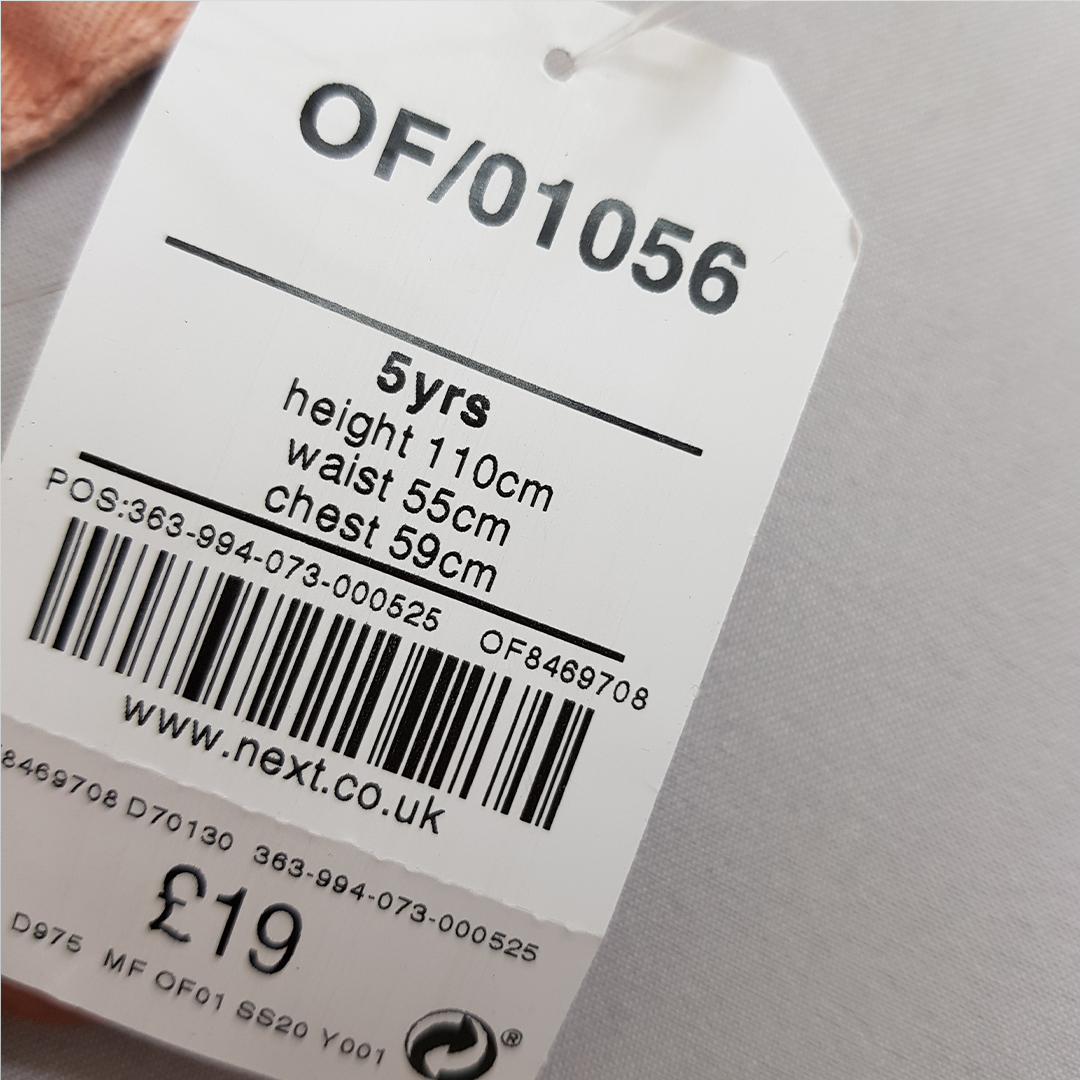 OF/01056
5yrs
height 110cm
waist 55cm
chest 59cm
POS:363-994-073-000525 OF8469708
www.next.co.uk
8469708 D70130 363-994-073-000525
£19
D975 MF OF01 SS20 Y001
®